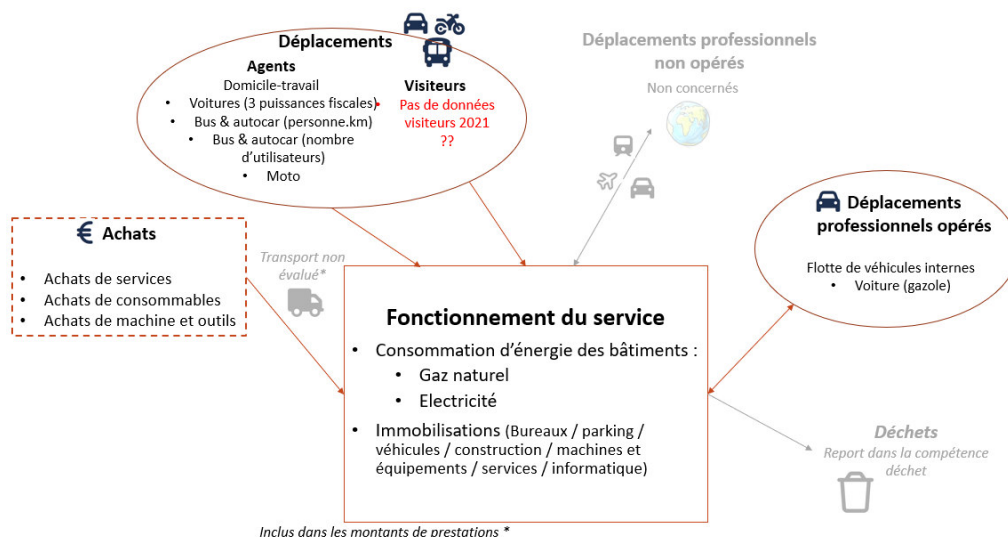 Déplacements
Agents
Domicile-travail
• Voitures (3 puissances fiscales)
• Bus & autocar (personne.km)
• Bus & autocar (nombre
d'utilisateurs)
• Moto
Visiteurs
• Pas de données
visiteurs 2021
??
Déplacements professionnels
non opérés
Non concernés
Déplacements
professionnels opérés
Flotte de véhicules internes
• Voiture (gazole)
€ Achats
• Achats de services
• Achats de consommables
• Achats de machine et outils
Transport non
évalué*
Fonctionnement du service
• Consommation d'énergie des bâtiments :
• Gaz naturel
• Electricité
• Immobilisations (Bureaux / parking /
véhicules / construction / machines et
équipements / services / informatique)
Déchets
Report dans la compétence
déchet
Inclus dans les montants de prestations *